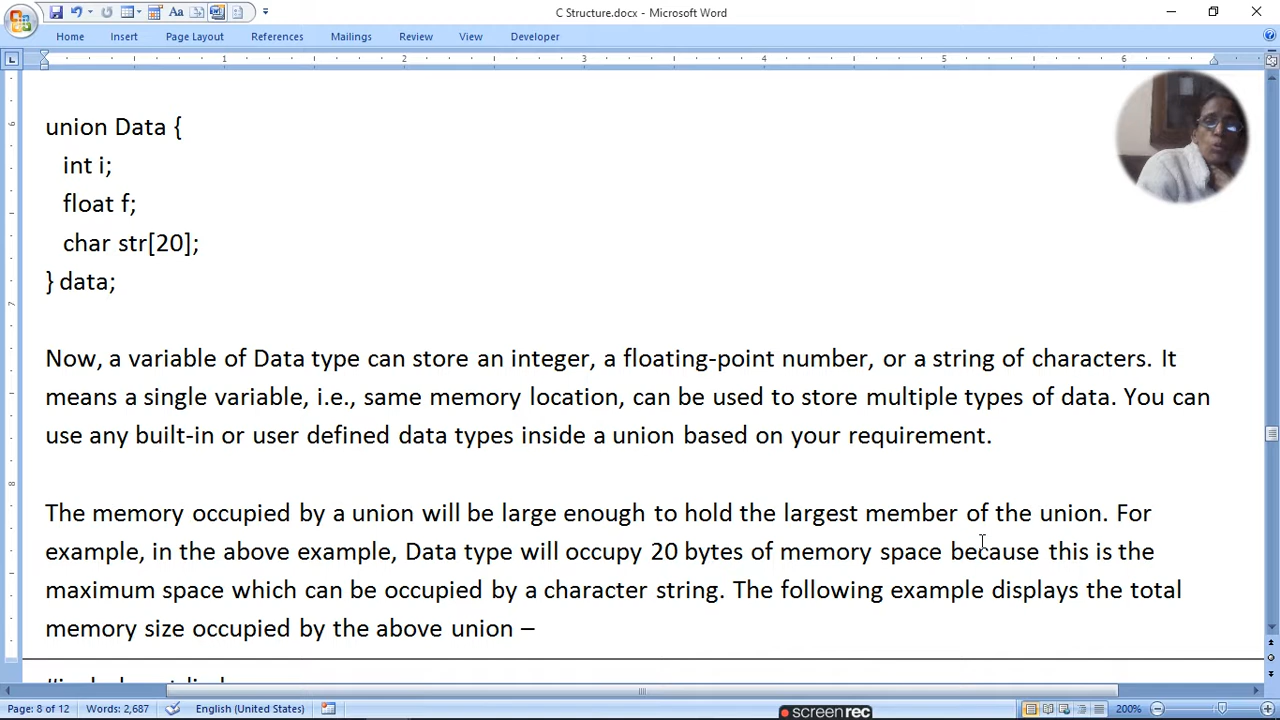 C Structure.docx - Microsoft Word
Home Insert Page Layout References Mailings Review View Developer
1 2 3 4 5 6
union Data {
int i;
float f;
char str[20];
} data;
Now, a variable of Data type can store an integer, a floating-point number, or a string of characters. It
means a single variable, i.e., same memory location, can be used to store multiple types of data. You can
use any built-in or user defined data types inside a union based on your requirement.
The memory occupied by a union will be large enough to hold the largest member of the union. For
example, in the above example, Data type will occupy 20 bytes of memory space because this is the
maximum space which can be occupied by a character string. The following example displays the total
memory size occupied by the above union –
Page: 8 of 12 Words: 2,687 English (United States) 200%
screenrec